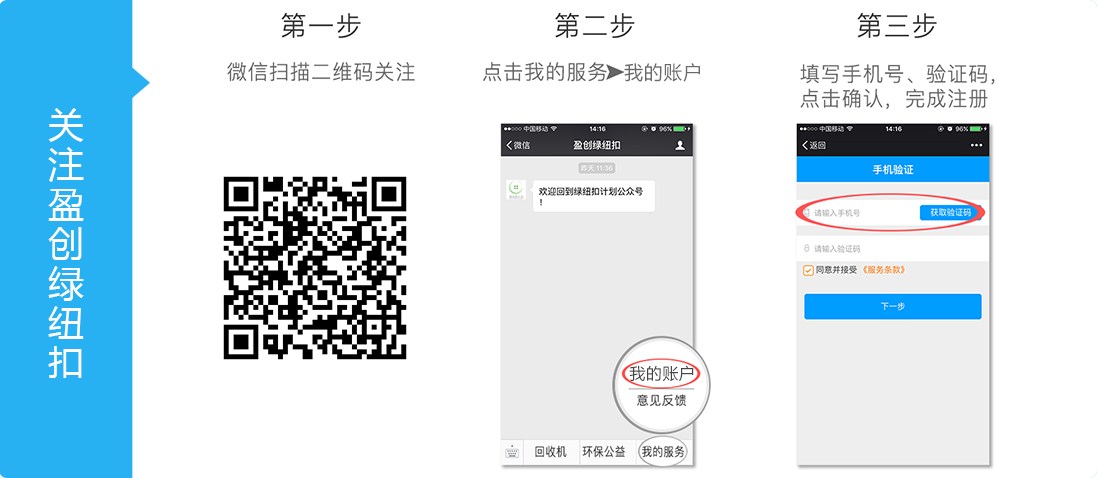 关注盈创绿纽扣
第一步
微信扫描二维码关注
第二步
点击我的服务➤我的账户
中国移动 14:16 96%
微信 盈创绿纽扣
昨天 11:36
欢迎回到绿纽扣计划公众号
！
我的账户
意见反馈
回收机 环保公益 我的服务
第三步
填写手机号、验证码，
点击确认，完成注册
中国移动 14:16 96%
返回
手机验证
请输入手机号 获取验证码
请输入验证码
同意并接受 《服务条款》
下一步